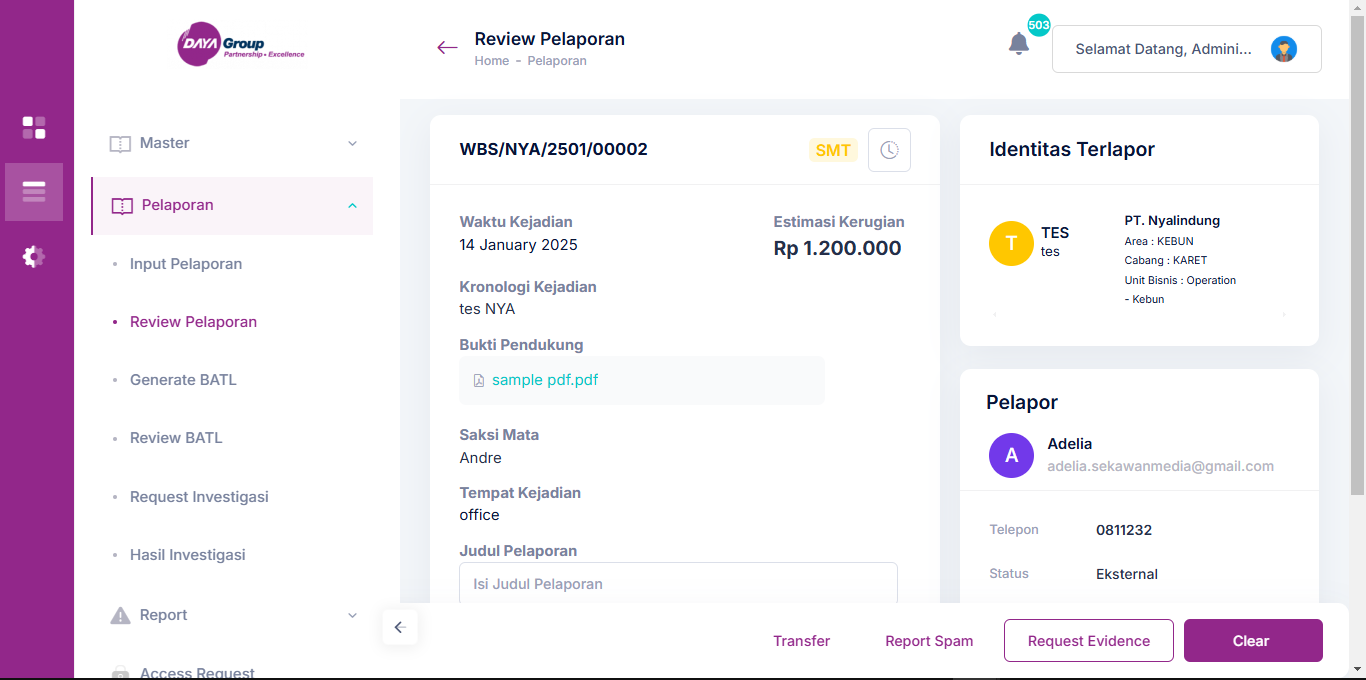 DAYA Group
Partnership • Excellence
Review Pelaporan
Home - Pelaporan
503
Selamat Datang, Admini...
Master
Pelaporan
Input Pelaporan
Review Pelaporan
Generate BATL
Review BATL
Request Investigasi
Hasil Investigasi
Report
Access Request
WBS/NYA/2501/00002
SMT
Waktu Kejadian
14 January 2025
Estimasi Kerugian
Rp 1.200.000
Kronologi Kejadian
tes NYA
Bukti Pendukung
sample pdf.pdf
Saksi Mata
Andre
Tempat Kejadian
office
Judul Pelaporan
Isi Judul Pelaporan
Identitas Terlapor
T
TES
tes
PT. Nyalindung
Area : KEBUN
Cabang : KARET
Unit Bisnis : Operation
- Kebun
Pelapor
A
Adelia
adelia.sekawanmedia@gmail.com
Telepon 0811232
Status Eksternal
Transfer
Report Spam
Request Evidence
Clear